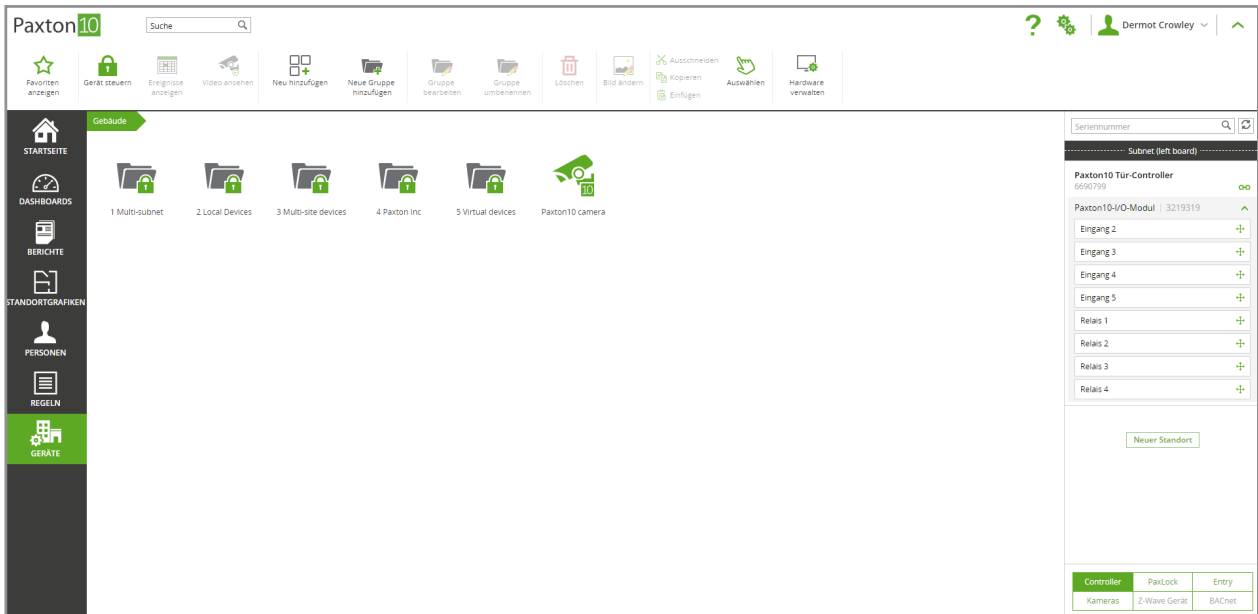 Paxton10
Suche
?
Dermot Crowley
Favoriten
anzeigen
Gerät steuern
Ereignisse
anzeigen
Video ansehen
Neu hinzufügen
Neue Gruppe
hinzufügen
Gruppe
bearbeiten
Gruppe
umbenennen
Löschen
Bild ändern
Ausschneiden
Kopieren
Einfügen
Auswählen
Hardware
verwalten
STARTSEITE
DASHBOARDS
BERICHTE
STANDORTGRAFIKEN
PERSONEN
REGELN
GERÄTE
Gebäude
1 Multi-subnet
2 Local Devices
3 Multi-site devices
4 Paxton Inc
5 Virtual devices
10
Paxton10 camera
Seriennummer
Subnet (left board)
Paxton10 Tür-Controller
6690799
Paxton10-I/O-Modul | 3219319
Eingang 2
Eingang 3
Eingang 4
Eingang 5
Relais 1
Relais 2
Relais 3
Relais 4
Neuer Standort
Controller
PaxLock
Entry
Kameras
Z-Wave Gerät
BACnet